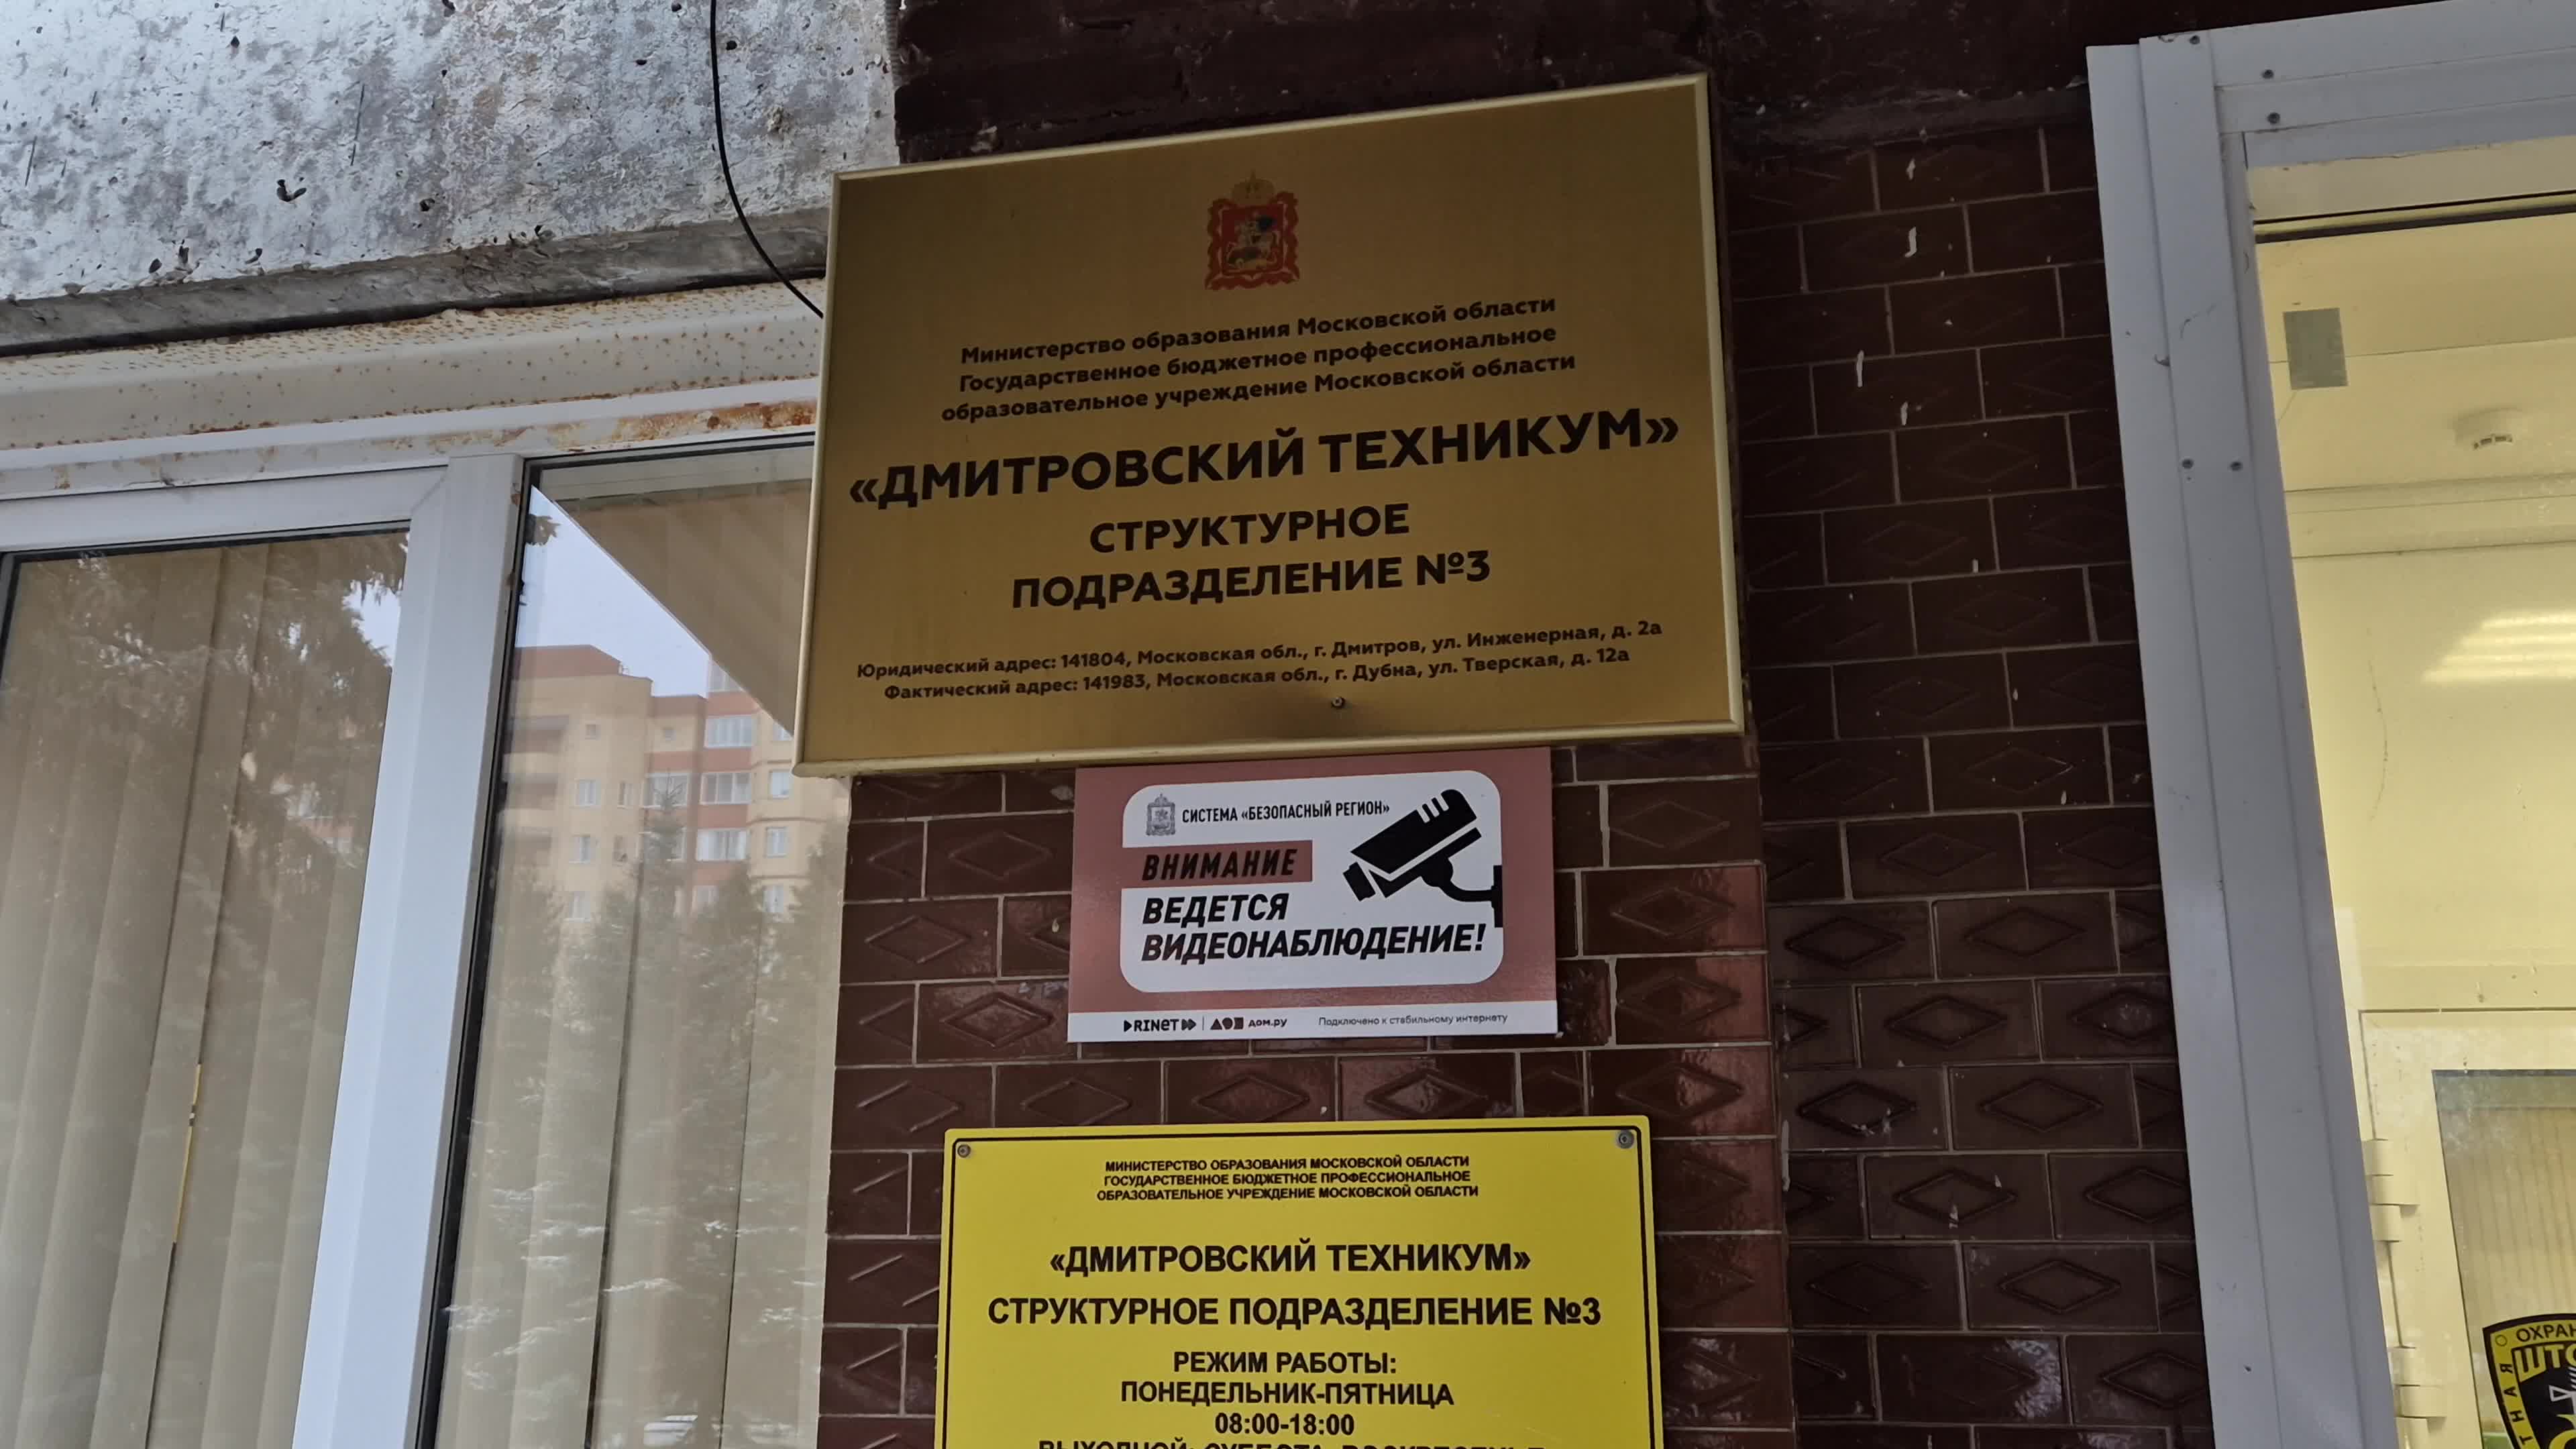 Министерство образования Московской области
Государственное бюджетное профессиональное
образовательное учреждение Московской области
«ДМИТРОВСКИЙ ТЕХНИКУМ»
СТРУКТУРНОЕ
ПОДРАЗДЕЛЕНИЕ №3
Юридический адрес: 141804, Московская обл., г. Дмитров, ул. Инженерная, д. 2а
Фактический адрес: 141983, Московская обл., г. Дубна, ул. Тверская, д. 12а
СИСТЕМА «БЕЗОПАСНЫЙ РЕГИОН»
ВНИМАНИЕ
ВЕДЕТСЯ
ВИДЕОНАБЛЮДЕНИЕ!
RINET ДОМ.РУ Подключено к стабильному интернету
МИНИСТЕРСТВО ОБРАЗОВАНИЯ МОСКОВСКОЙ ОБЛАСТИ
ГОСУДАРСТВЕННОЕ БЮДЖЕТНОЕ ПРОФЕССИОНАЛЬНОЕ
ОБРАЗОВАТЕЛЬНОЕ УЧРЕЖДЕНИЕ МОСКОВСКОЙ ОБЛАСТИ
«ДМИТРОВСКИЙ ТЕХНИКУМ»
СТРУКТУРНОЕ ПОДРАЗДЕЛЕНИЕ №3
РЕЖИМ РАБОТЫ:
ПОНЕДЕЛЬНИК-ПЯТНИЦА
08:00-18:00
ВЫХОДНОЙ: СУББОТА, ВОСКРЕСЕНЬЕ